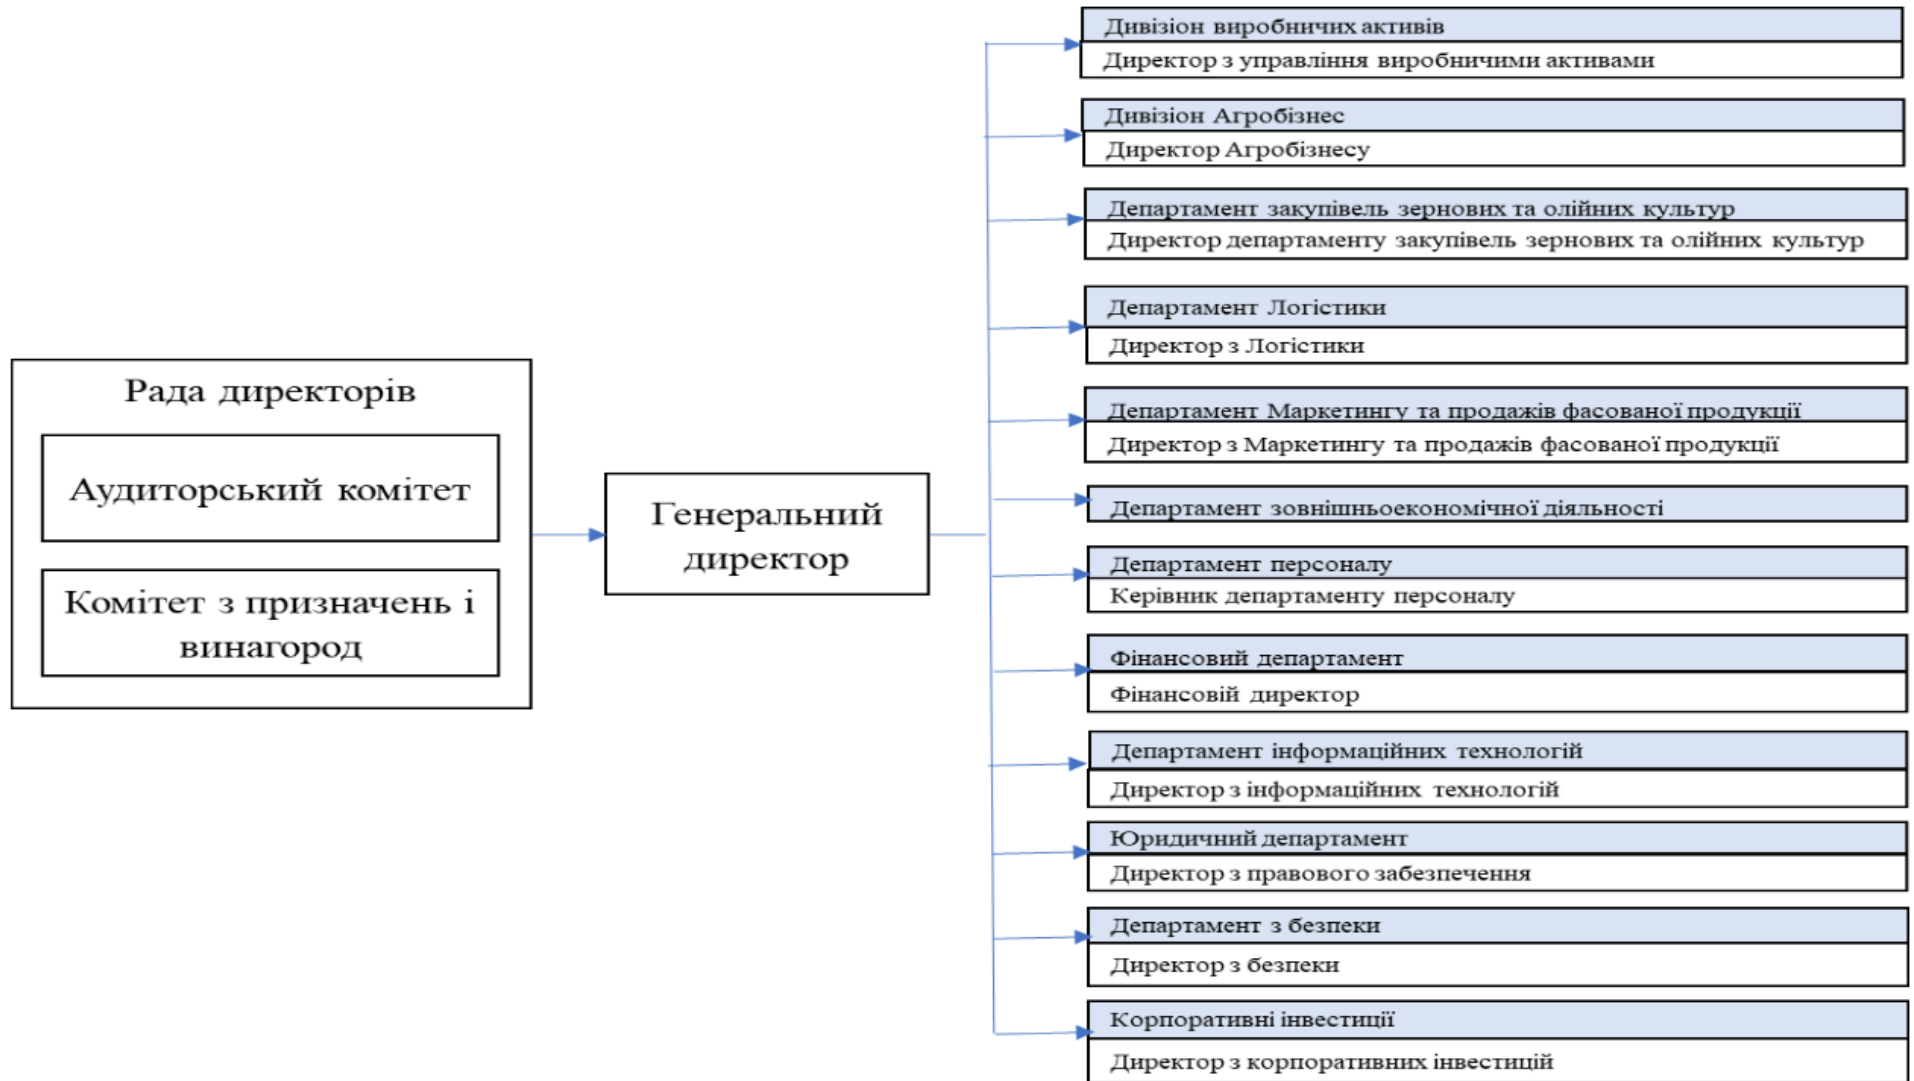 Рада директорів
Аудиторський комітет
Комітет з призначень і
винагород
Генеральний
директор
Дивізіон виробничих активів
Директор з управління виробничими активами
Дивізіон Агробізнес
Директор Агробізнесу
Департамент закупівель зернових та олійних культур
Директор департаменту закупівель зернових та олійних культур
Департамент Логістики
Директор з Логістики
Департамент Маркетингу та продажів фасованої продукції
Директор з Маркетингу та продажів фасованої продукції
Департамент зовнішньоекономічної діяльності
Департамент персоналу
Керівник департаменту персоналу
Фінансовий департамент
Фінансовій директор
Департамент інформаційних технологій
Директор з інформаційних технологій
Юридичний департамент
Директор з правового забезпечення
Департамент з безпеки
Директор з безпеки
Корпоративні інвестиції
Директор з корпоративних інвестицій